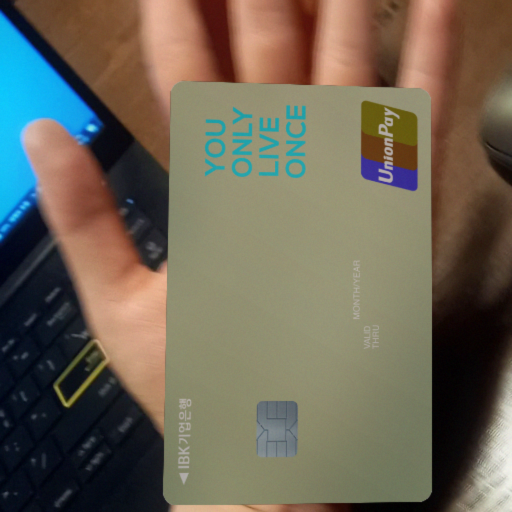 YOU
ONLY
LIVE
ONCE
UnionPay
MONTH/YEAR
VALID
THRU
IBK기업은행